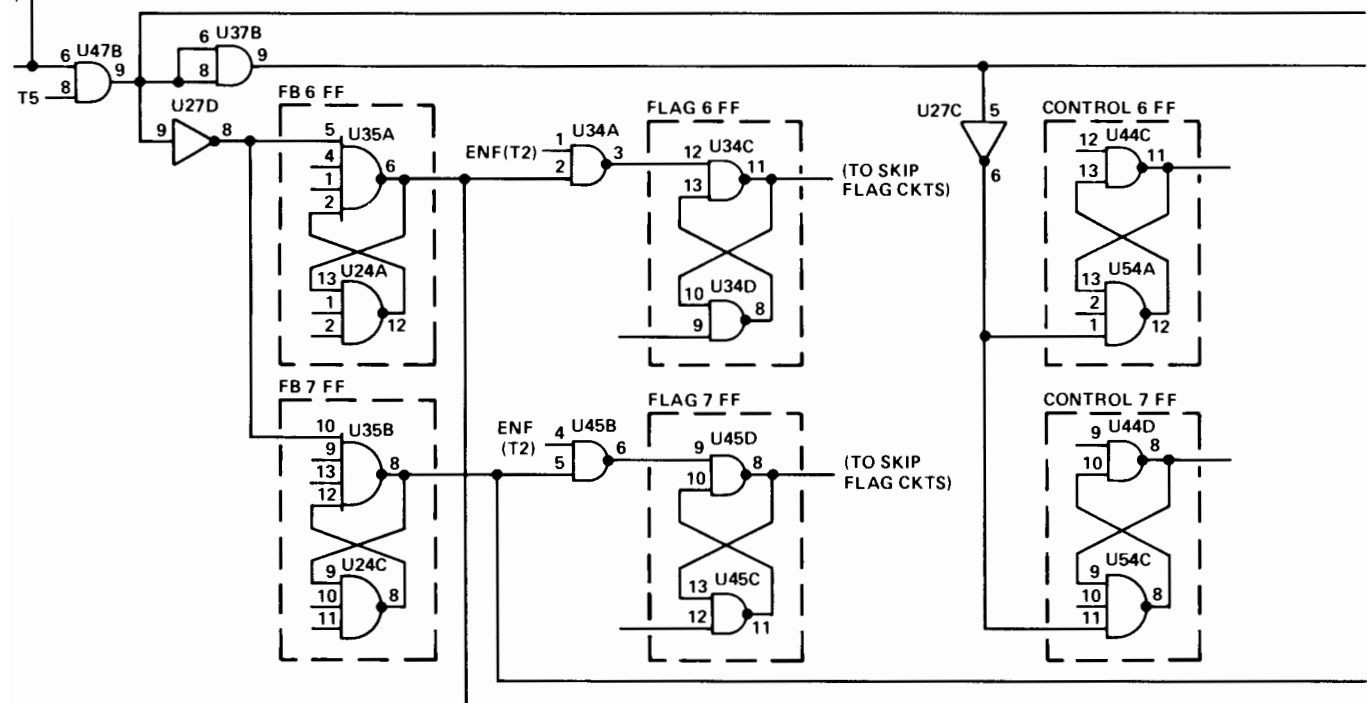 U47B
6
8
9
T5
U37B
6
8
9
U27D
9
8
FB 6 FF
U35A
5
4
1
2
6
U24A
13
1
2
12
ENF(T2)
U34A
1
2
3
FLAG 6 FF
U34C
12
13
11
(TO SKIP
FLAG CKTS)
U34D
10
9
8
U27C
5
6
CONTROL 6 FF
U44C
12
13
11
U54A
13
2
1
12
FB 7 FF
U35B
10
9
13
12
8
U24C
9
10
11
8
ENF
(T2)
U45B
4
5
6
FLAG 7 FF
U45D
9
10
8
(TO SKIP
FLAG CKTS)
U45C
13
12
11
CONTROL 7 FF
U44D
9
10
8
U54C
9
10
11
8